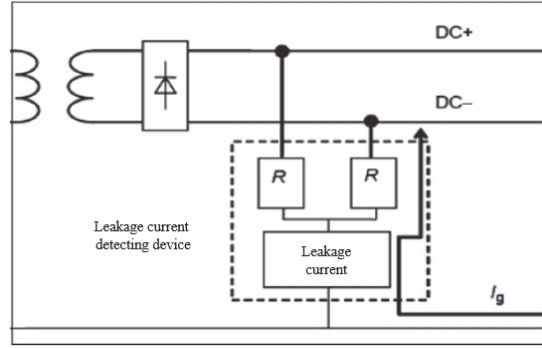 DC+
DC–
R
R
Leakage current
detecting device
Leakage
current
Ig